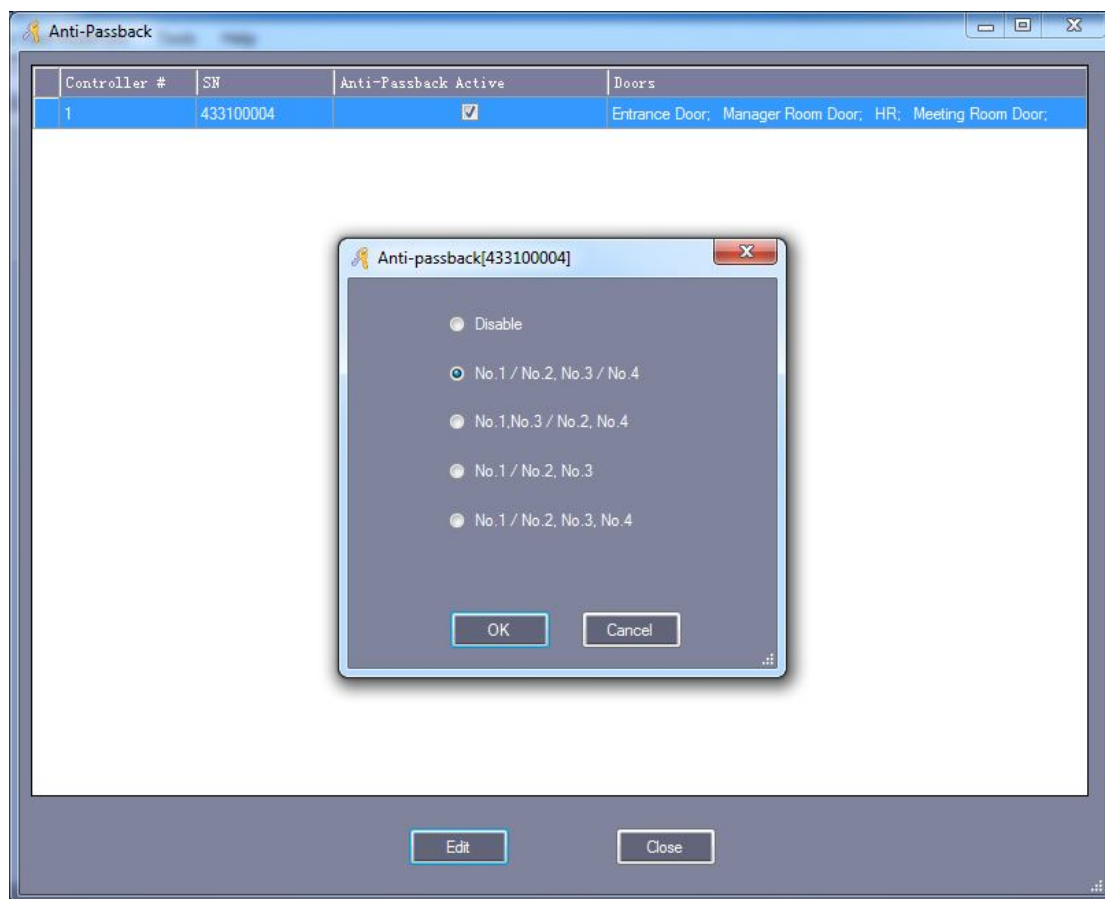 Anti-Passback
Tools Help
Controller # SN Anti-Passback Active Doors
1 433100004 Entrance Door; Manager Room Door; HR; Meeting Room Door;
Anti-passback[433100004]
Disable
No.1 / No.2, No.3 / No.4
No.1,No.3 / No.2, No.4
No.1 / No.2, No.3
No.1 / No.2, No.3, No.4
OK Cancel
Edit Close